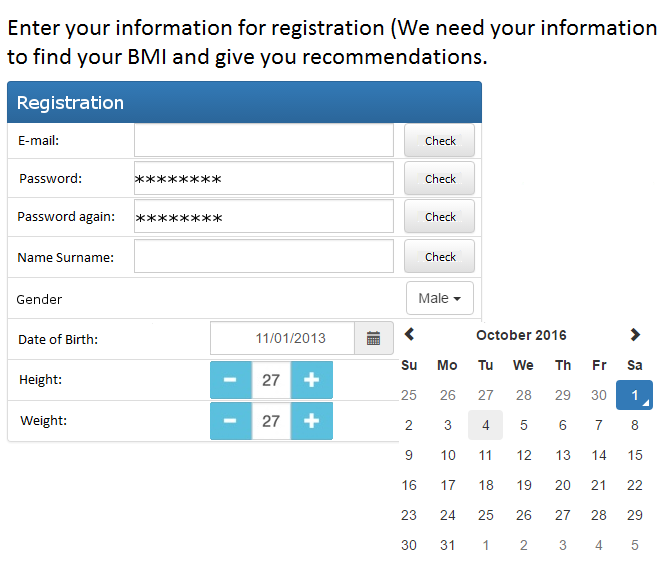 Enter your information for registration (We need your information
to find your BMI and give you recommendations.
Registration
E-mail: Check
Password: ******** Check
Password again: ******** Check
Name Surname: Check
Gender Male
Date of Birth: 11/01/2013
Height: − 27 +
Weight: − 27 +
October 2016
Su Mo Tu We Th Fr Sa
25 26 27 28 29 30 1
2 3 4 5 6 7 8
9 10 11 12 13 14 15
16 17 18 19 20 21 22
23 24 25 26 27 28 29
30 31 1 2 3 4 5